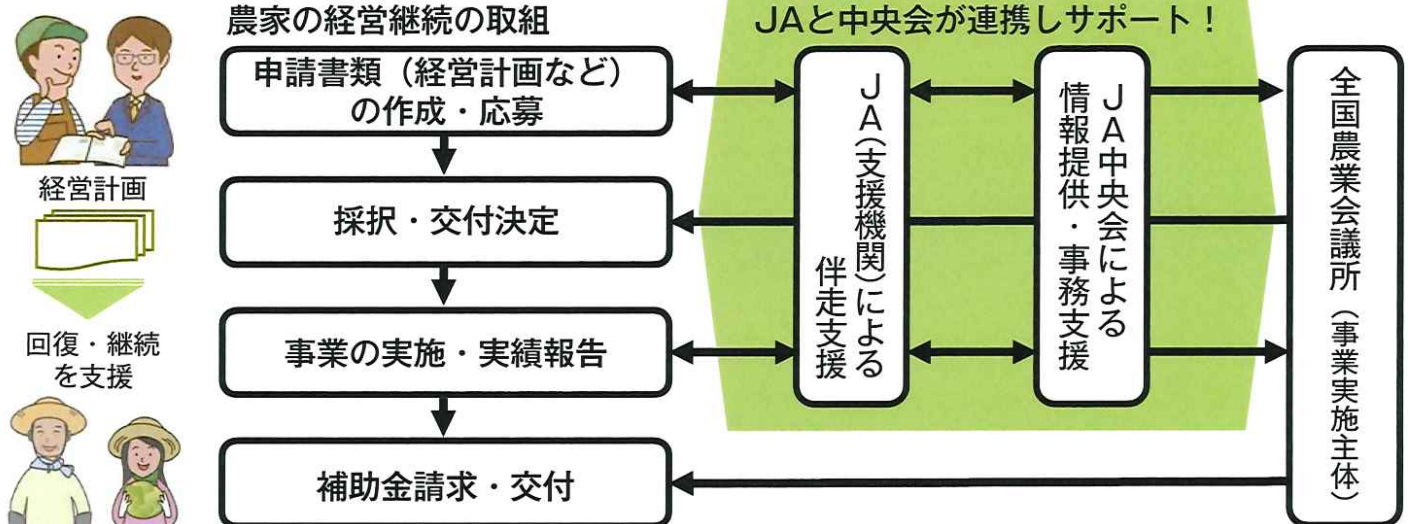 農家の経営継続の取組
JAと中央会が連携しサポート！
申請書類（経営計画など）
の作成・応募
採択・交付決定
事業の実施・実績報告
補助金請求・交付
経営計画
回復・継続
を支援
JA（支援機関）による
伴走支援
JA中央会による
情報提供・事務支援
全国農業会議所（事業実施主体）